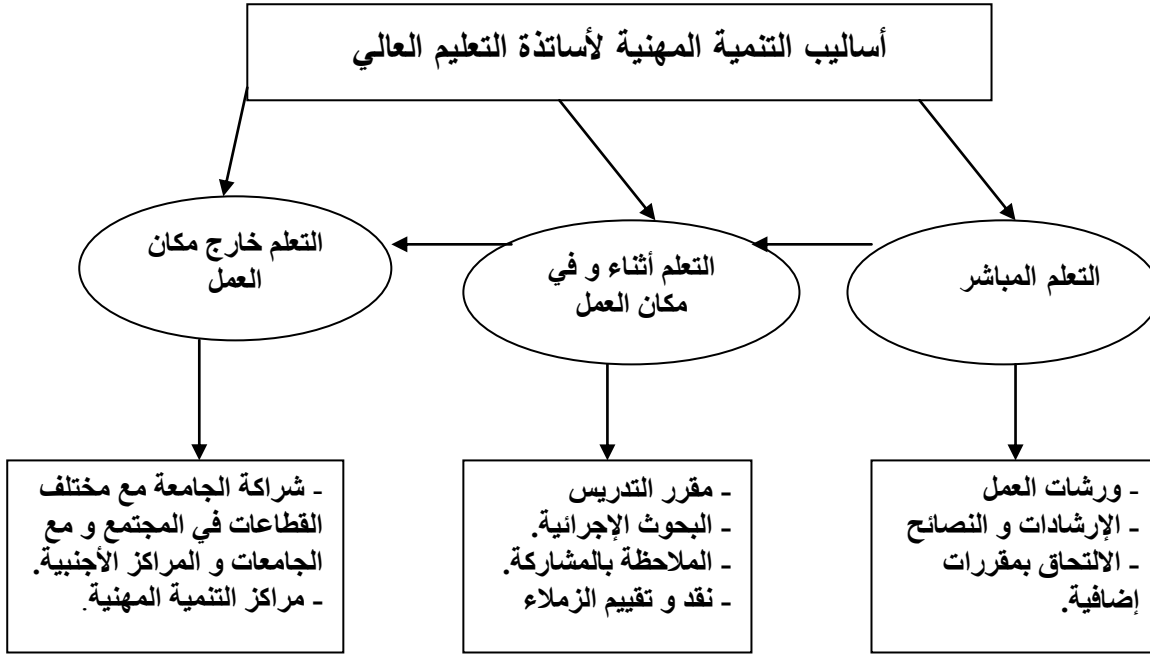 أساليب التنمية المهنية لأساتذة التعليم العالي
التعلم المباشر
التعلم أثناء و في
مكان العمل
التعلم خارج مكان
العمل
- ورشات العمل
- الإرشادات و النصائح
- الالتحاق بمقررات
إضافية.
- مقرر التدريس
- البحوث الإجرائية.
- الملاحظة بالمشاركة.
- نقد و تقييم الزملاء
- شراكة الجامعة مع مختلف
القطاعات في المجتمع و مع
الجامعات و المراكز الأجنبية.
- مراكز التنمية المهنية.